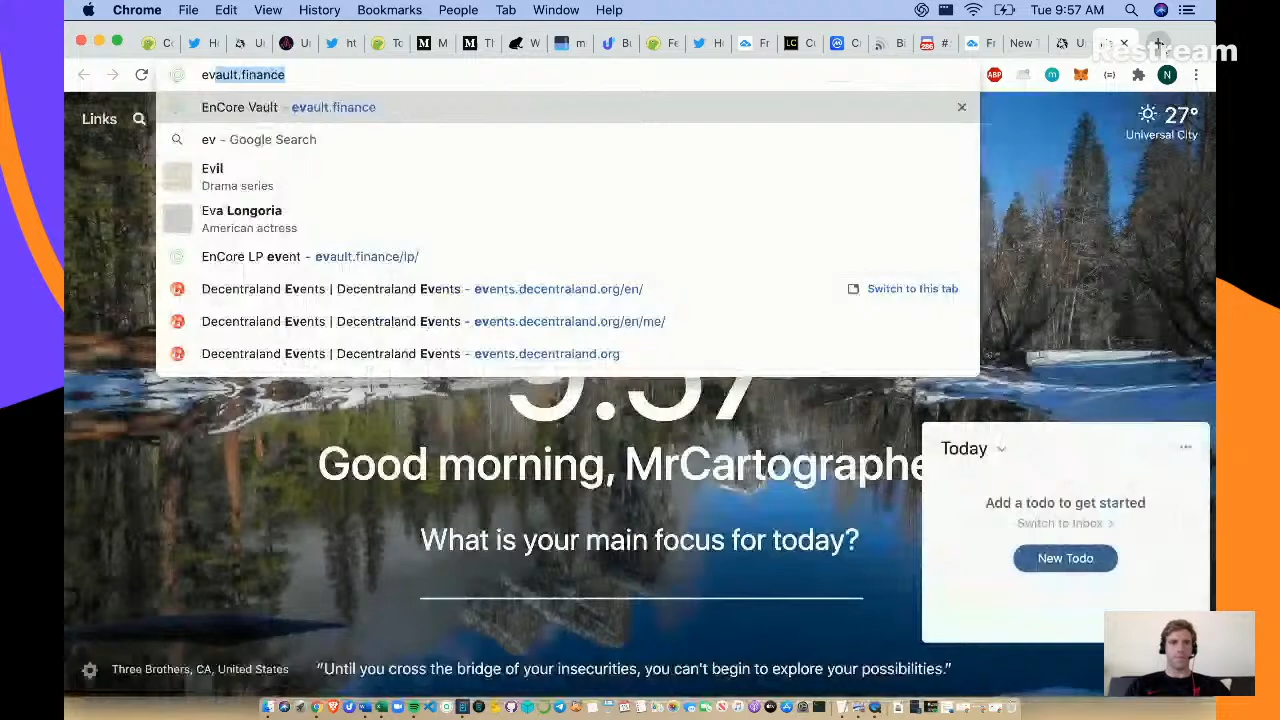 Chrome File Edit View History Bookmarks People Tab Window Help Tue 9:57 AM
Restream
evault.finance
ABP
N
EnCore Vault - evault.finance
ev - Google Search
Evil
Drama series
Eva Longoria
American actress
EnCore LP event - evault.finance/lp/
Decentraland Events | Decentraland Events - events.decentraland.org/en/ Switch to this tab
Decentraland Events | Decentraland Events - events.decentraland.org/en/me/
Decentraland Events | Decentraland Events - events.decentraland.org
Links
27°
Universal City
9:57
Good morning, MrCartographe
What is your main focus for today?
Today
Add a todo to get started
Switch to Inbox >
New Todo
Three Brothers, CA, United States
“Until you cross the bridge of your insecurities, you can't begin to explore your possibilities.”